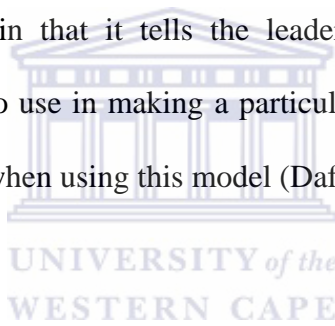 in that it tells the leader
o use in making a particul
when using this model (Daf
UNIVERSITY of the
WESTERN CAPE